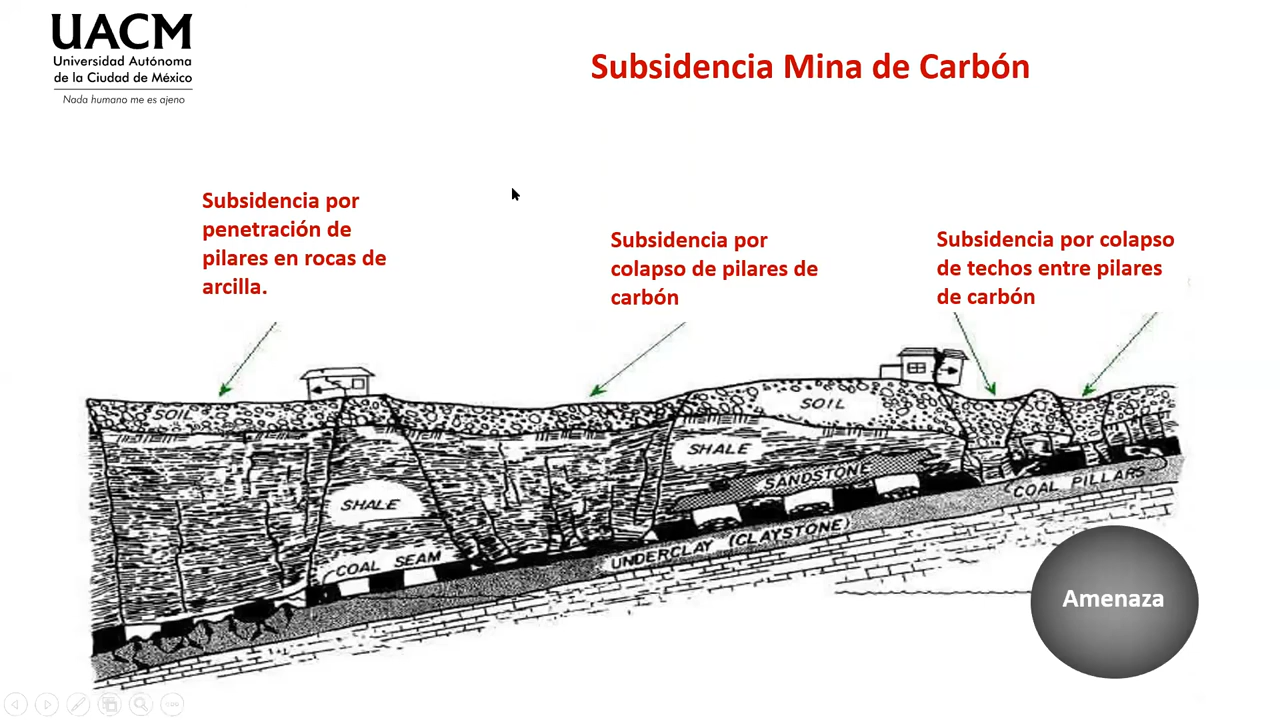 UACM
Universidad Autónoma
de la Ciudad de México
Nada humano me es ajeno
Subsidencia Mina de Carbón
Subsidencia por
penetración de
pilares en rocas de
arcilla.
Subsidencia por
colapso de pilares de
carbón
Subsidencia por colapso
de techos entre pilares
de carbón
SOIL
SOIL
SHALE
SANDSTONE
SHALE
COAL PILLARS
COAL SEAM
UNDERCLAY (CLAYSTONE)
Amenaza